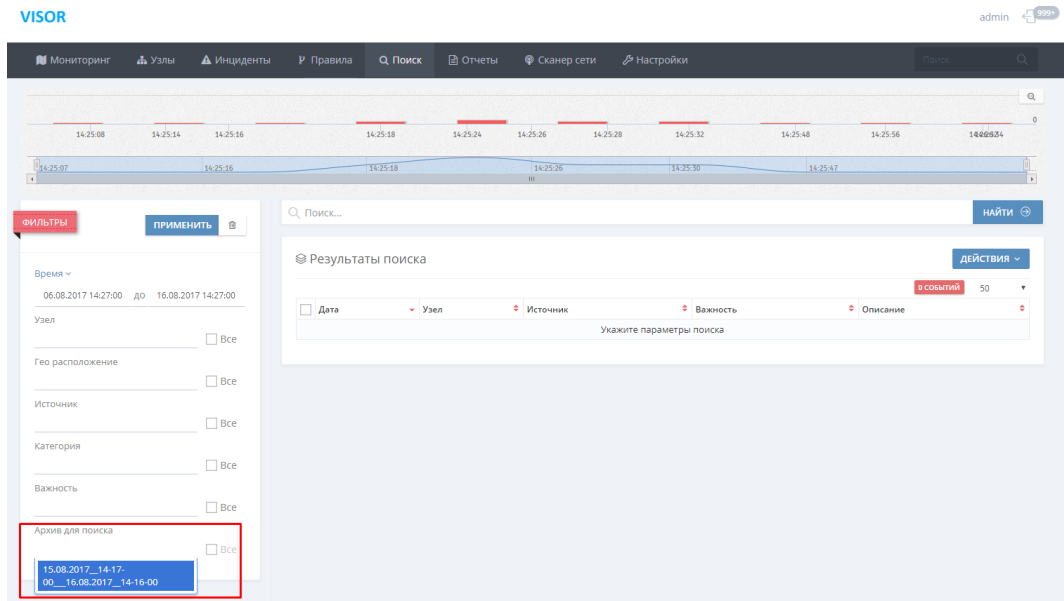 VISOR
admin 999+
Мониторинг Узлы Инциденты Правила Поиск Отчеты Сканер сети Настройки Поиск
0
14:25:08 14:25:14 14:25:16 14:25:18 14:25:24 14:25:26 14:25:28 14:25:32 14:25:48 14:25:56
14:25:07 14:25:16 14:25:18 14:25:26 14:25:30 14:25:47
ФИЛЬТРЫ
ПРИМЕНИТЬ
Время
06.08.2017 14:27:00 до 16.08.2017 14:27:00
Узел
Все
Гео расположение
Все
Источник
Все
Категория
Все
Важность
Все
Архив для поиска
Все
15.08.2017__14-17-
00___16.08.2017__14-16-00
Поиск...
НАЙТИ
Результаты поиска
ДЕЙСТВИЯ
0 СОБЫТИЙ 50
Дата Узел Источник Важность Описание
Укажите параметры поиска